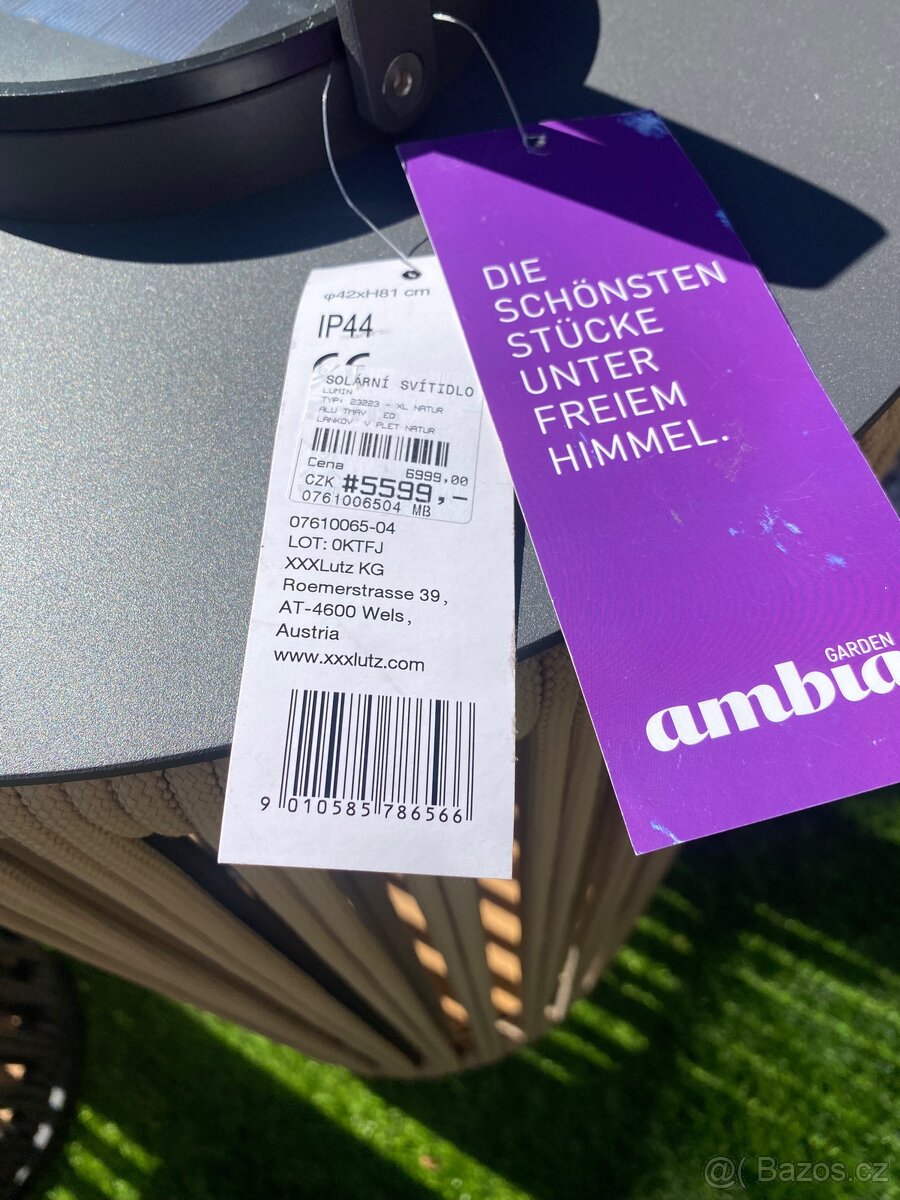 φ42xH81 cm
IP44
CE
SOLÁRNÍ SVÍTIDLO
LUMIN
TYP: 23223 - XL NATUR
ALU TMAV ED
LANKOV V PLET NATUR
Cena 6999,00
CZK #5599,-
0761006504 MB
07610065-04
LOT: 0KTFJ
XXXLutz KG
Roemerstrasse 39,
AT-4600 Wels,
Austria
www.xxxlutz.com
9 010585 786566
DIE
SCHÖNSTEN
STÜCKE
UNTER
FREIEM
HIMMEL.
GARDEN
ambia
@( Bazos.cz